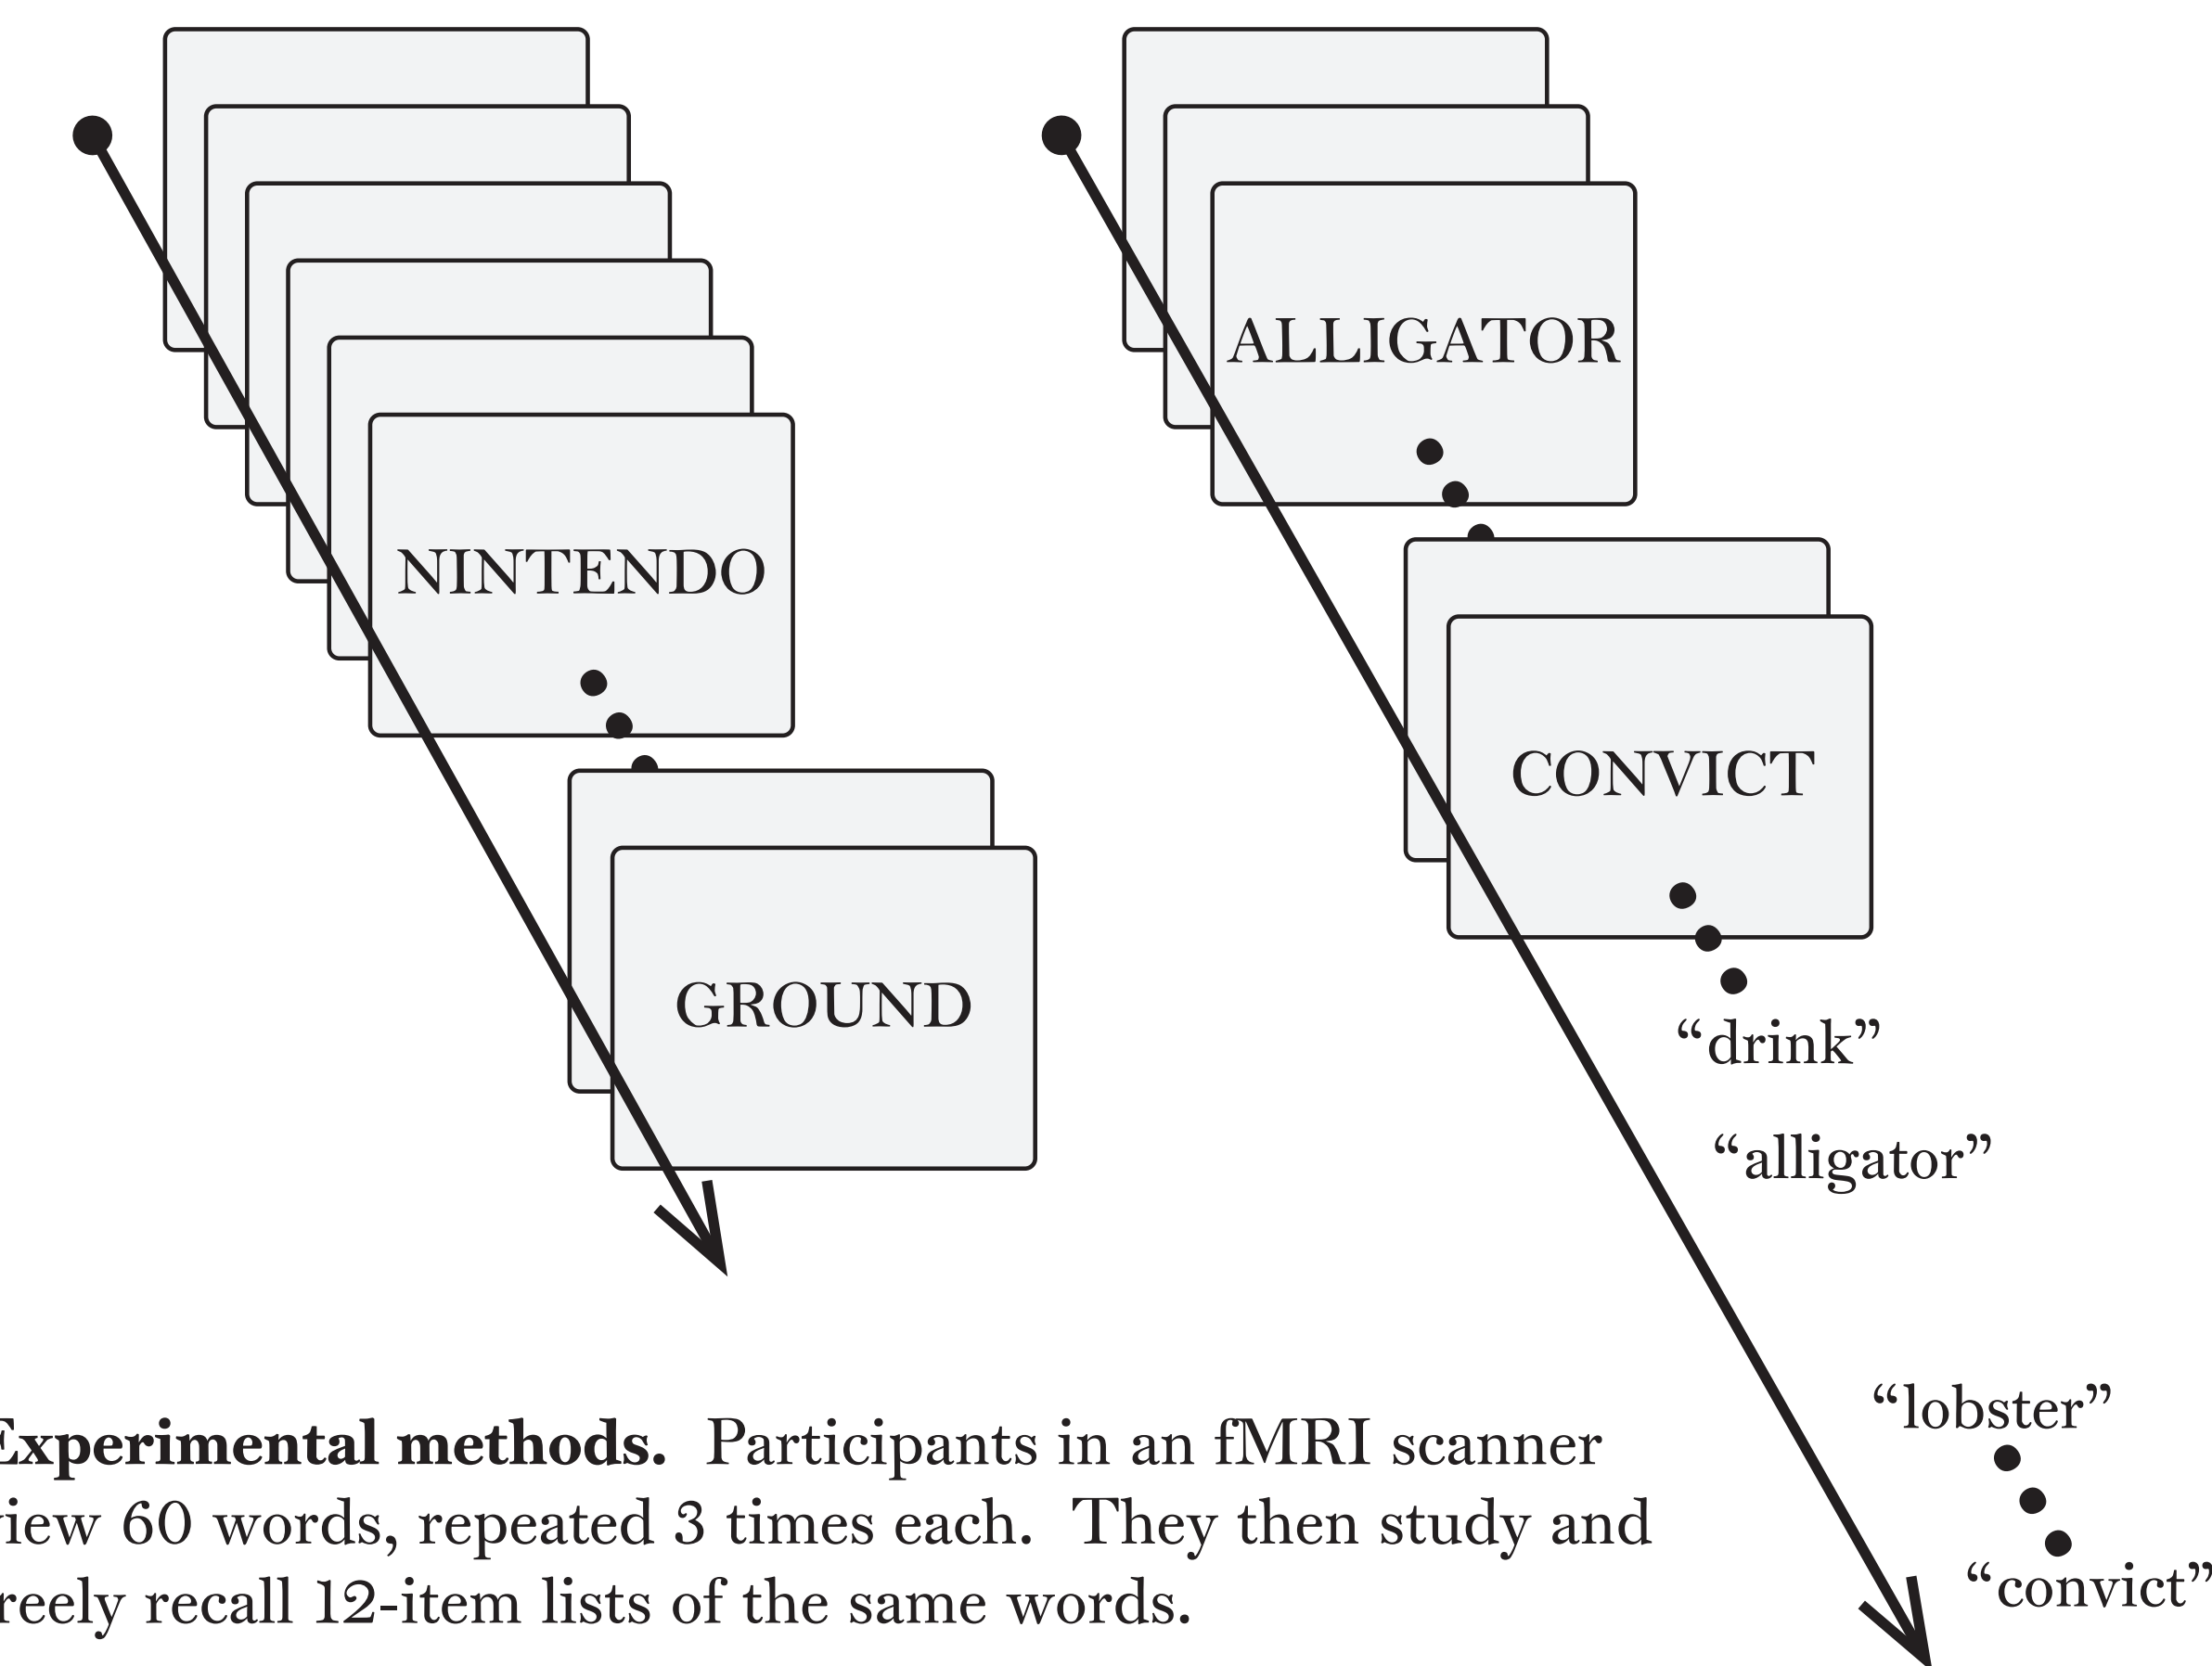 NINTENDO
GROUND
ALLIGATOR
CONVICT
“drink”
“alligator”
“lobster”
“convict”
Experimental methods. Participants in an fMRI scanner
view 60 words, repeated 3 times each. They then study and
freely recall 12-item lists of the same words.